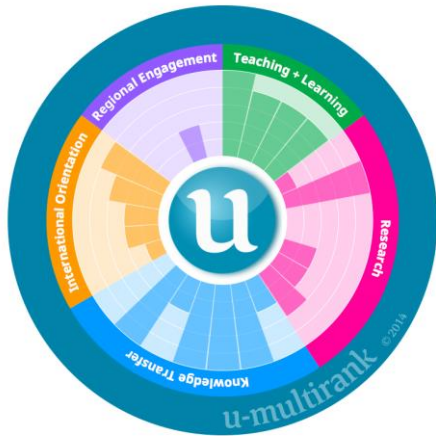 Regional Engagement
Teaching + Learning
International Orientation
Research
Knowledge Transfer
u
u-multirank
© 2014